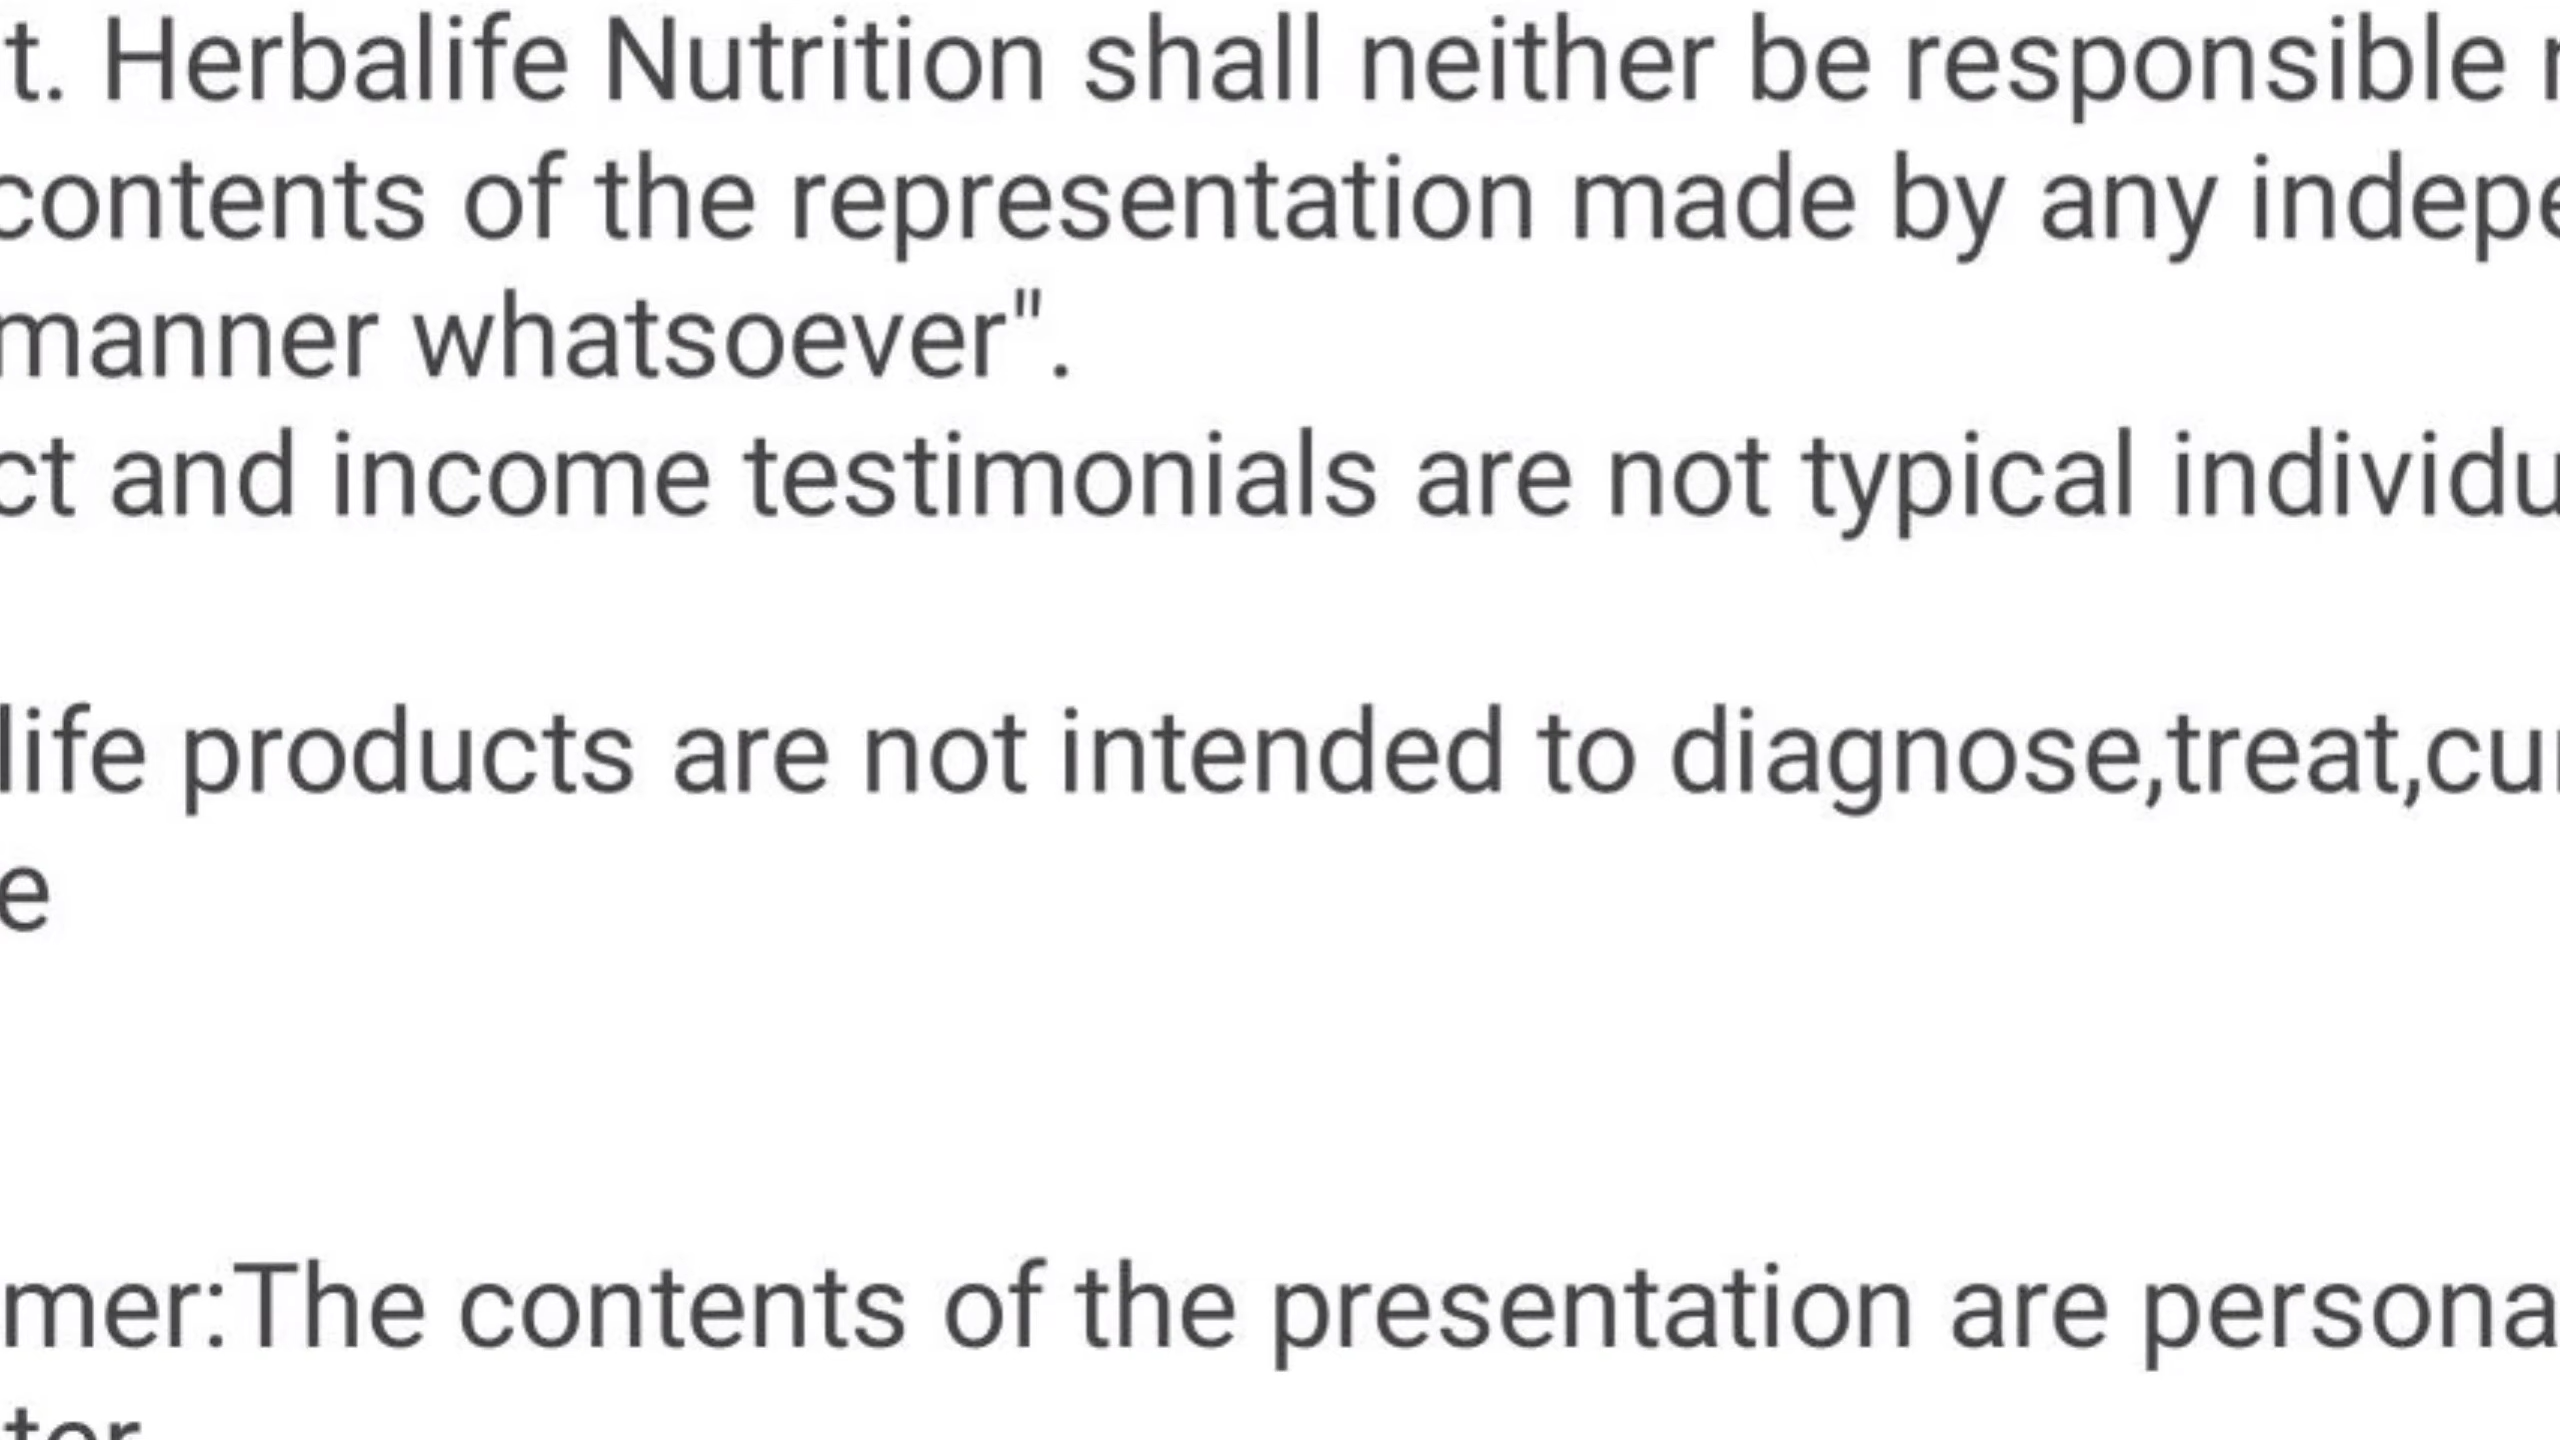 t. Herbalife Nutrition shall neither be responsible
contents of the representation made by any indepe
manner whatsoever".
ct and income testimonials are not typical individu
life products are not intended to diagnose,treat,cur
e
mer:The contents of the presentation are persona
ter